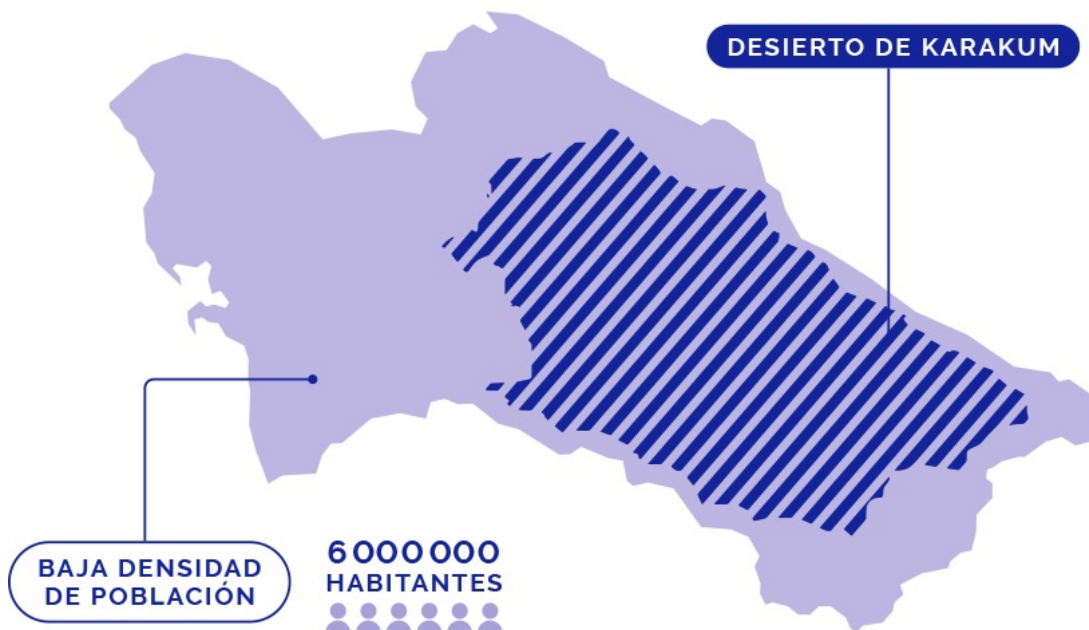 DESIERTO DE KARAKUM
BAJA DENSIDAD
DE POBLACIÓN
6 000 000
HABITANTES